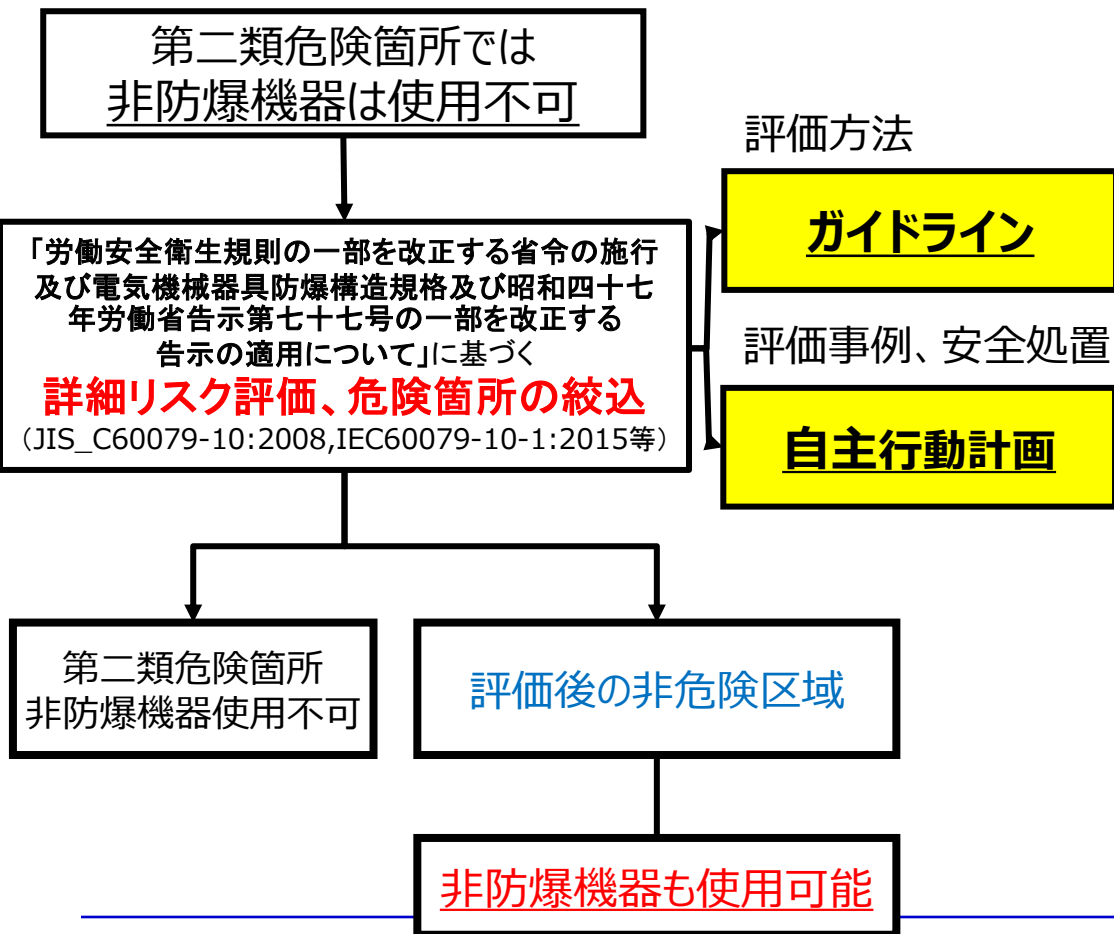 第二類危険箇所では
非防爆機器は使用不可
評価方法
ガイドライン
「労働安全衛生規則の一部を改正する省令の施行
及び電気機械器具防爆構造規格及び昭和四十七
年労働省告示第七十七号の一部を改正する
告示の適用について」に基づく
詳細リスク評価、危険箇所の絞込
（JIS_C60079-10:2008,IEC60079-10-1:2015等）
評価事例、安全処置
自主行動計画
第二類危険箇所
非防爆機器使用不可
評価後の非危険区域
非防爆機器も使用可能